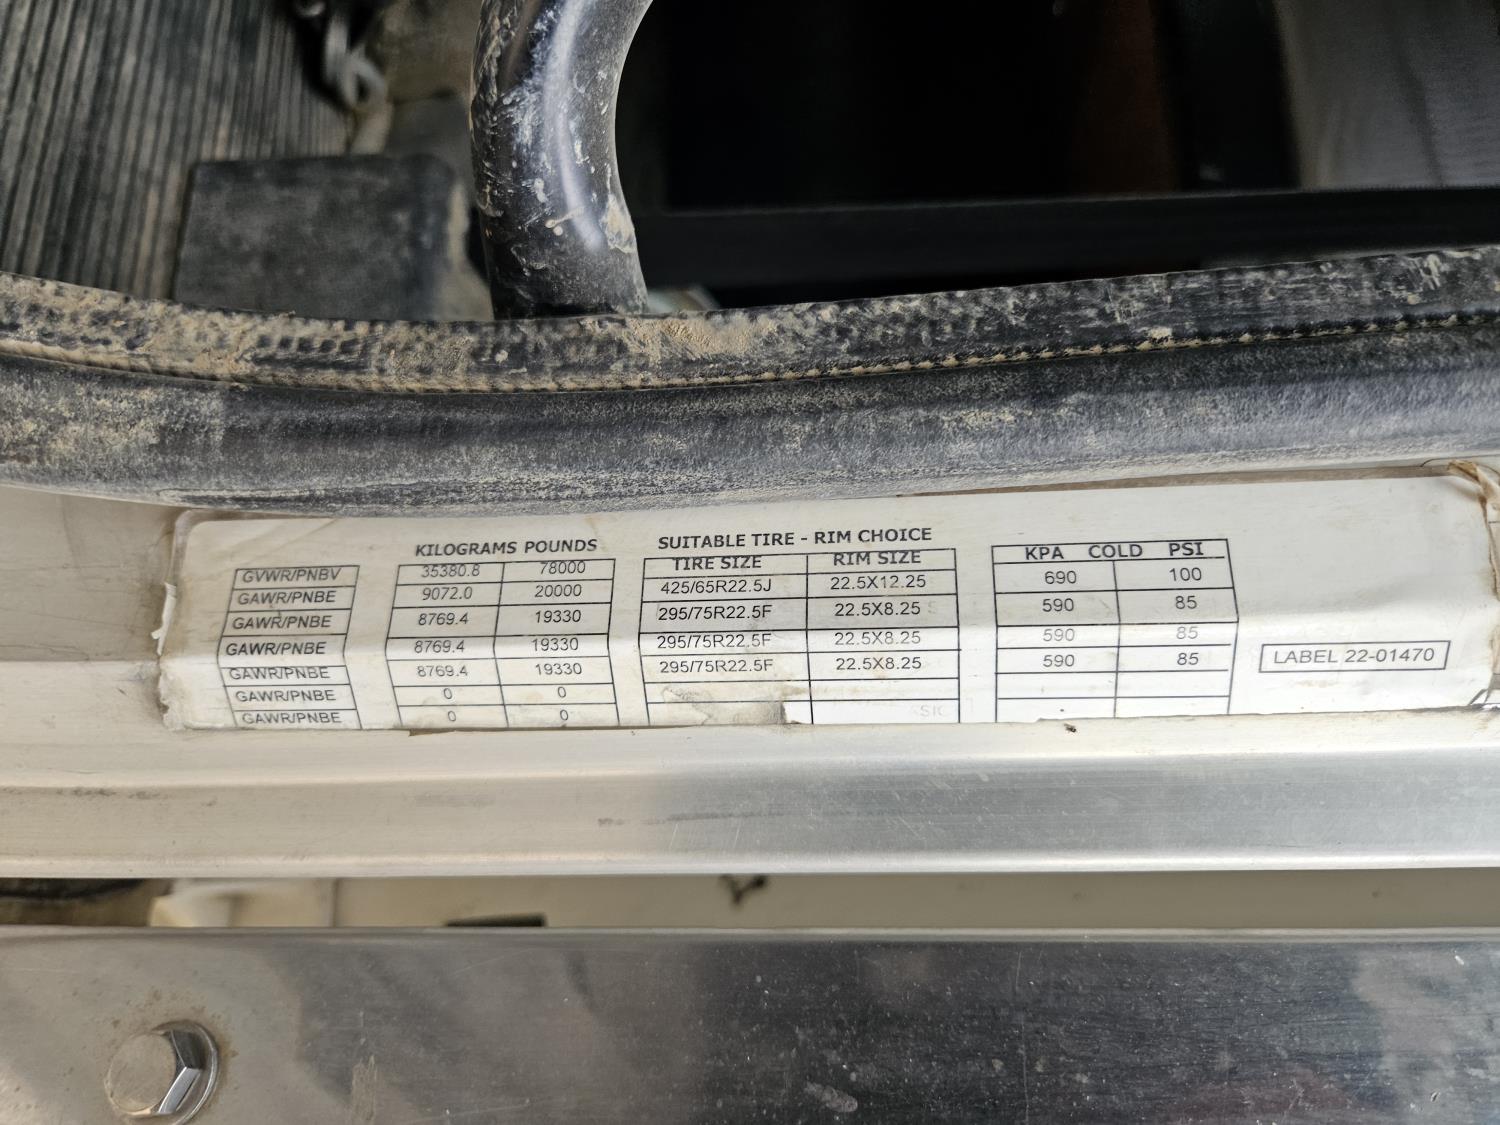 KILOGRAMS POUNDS SUITABLE TIRE - RIM CHOICE
TIRE SIZE RIM SIZE KPA COLD PSI
GVWR/PNBV 35380.8 78000
GAWR/PNBE 9072.0 20000 425/65R22.5J 22.5X12.25 690 100
GAWR/PNBE 8769.4 19330 295/75R22.5F 22.5X8.25 590 85
GAWR/PNBE 8769.4 19330 295/75R22.5F 22.5X8.25 590 85
GAWR/PNBE 8769.4 19330 295/75R22.5F 22.5X8.25 590 85
GAWR/PNBE 0 0
GAWR/PNBE 0 0
LABEL 22-01470